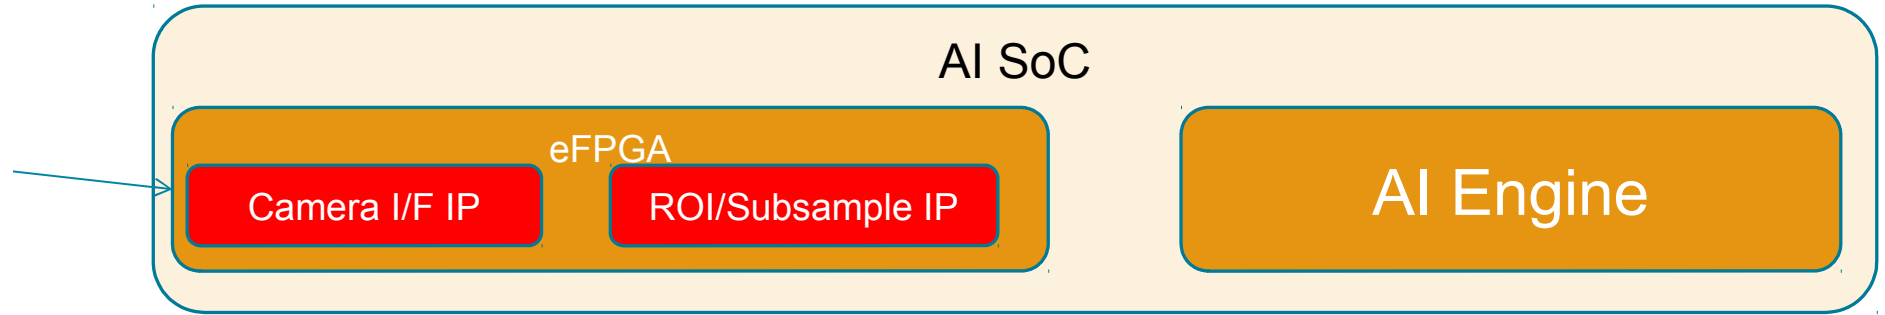 AI SoC
eFPGA
Camera I/F IP
ROI/Subsample IP
AI Engine